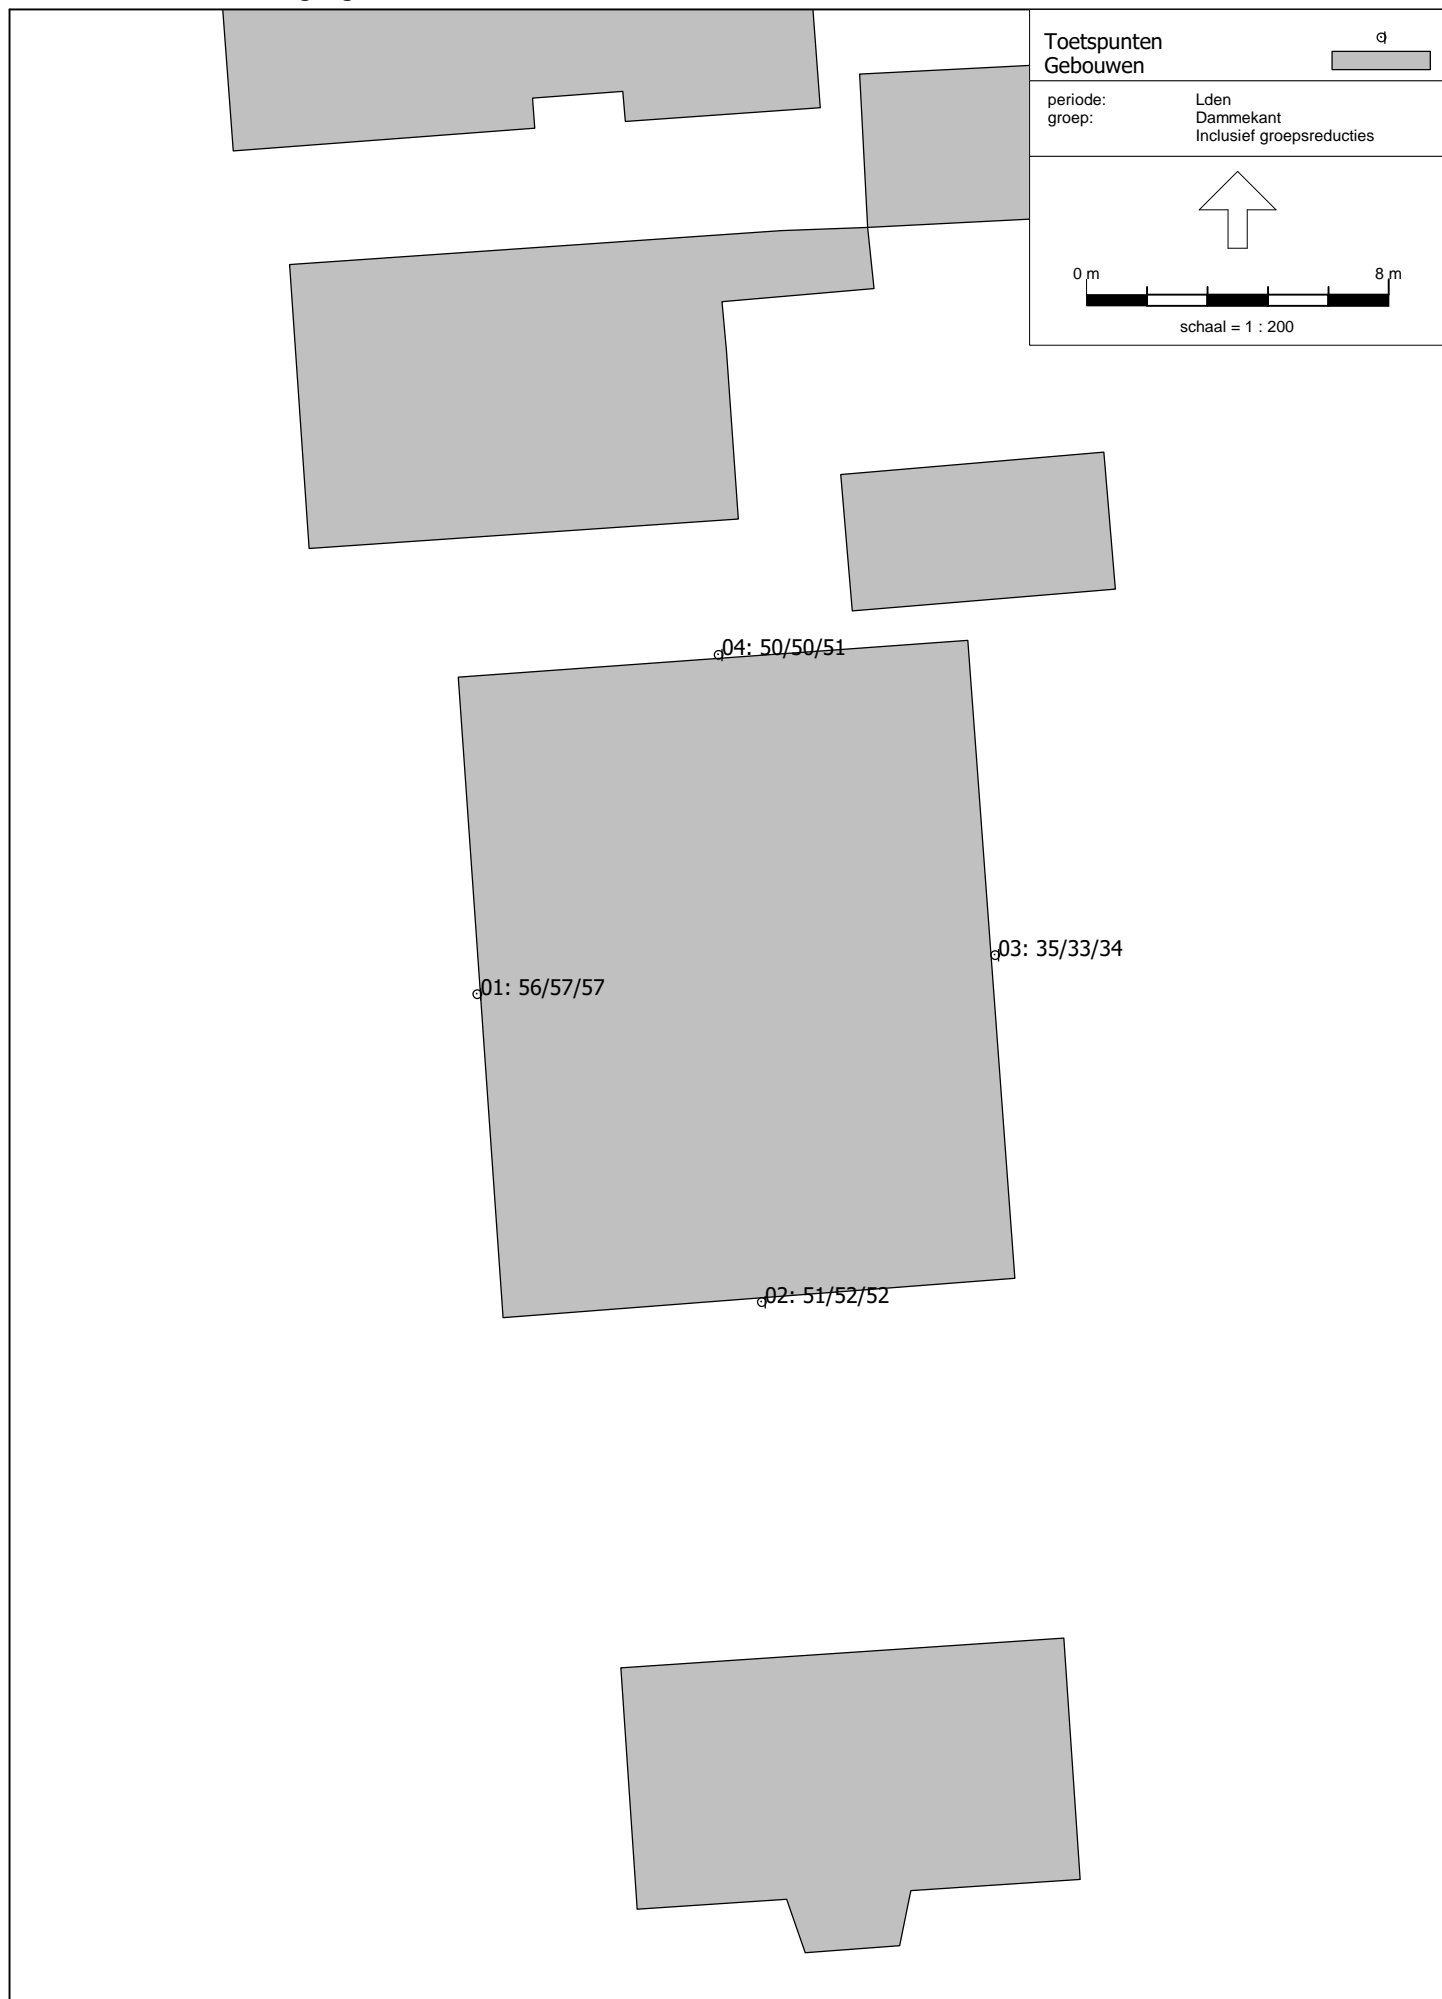 Toetspunten
Gebouwen
periode: Lden
groep: Dammekant
Inclusief groepsreducties
0 m 8 m
schaal = 1 : 200
04: 50/50/51
03: 35/33/34
01: 56/57/57
02: 51/52/52